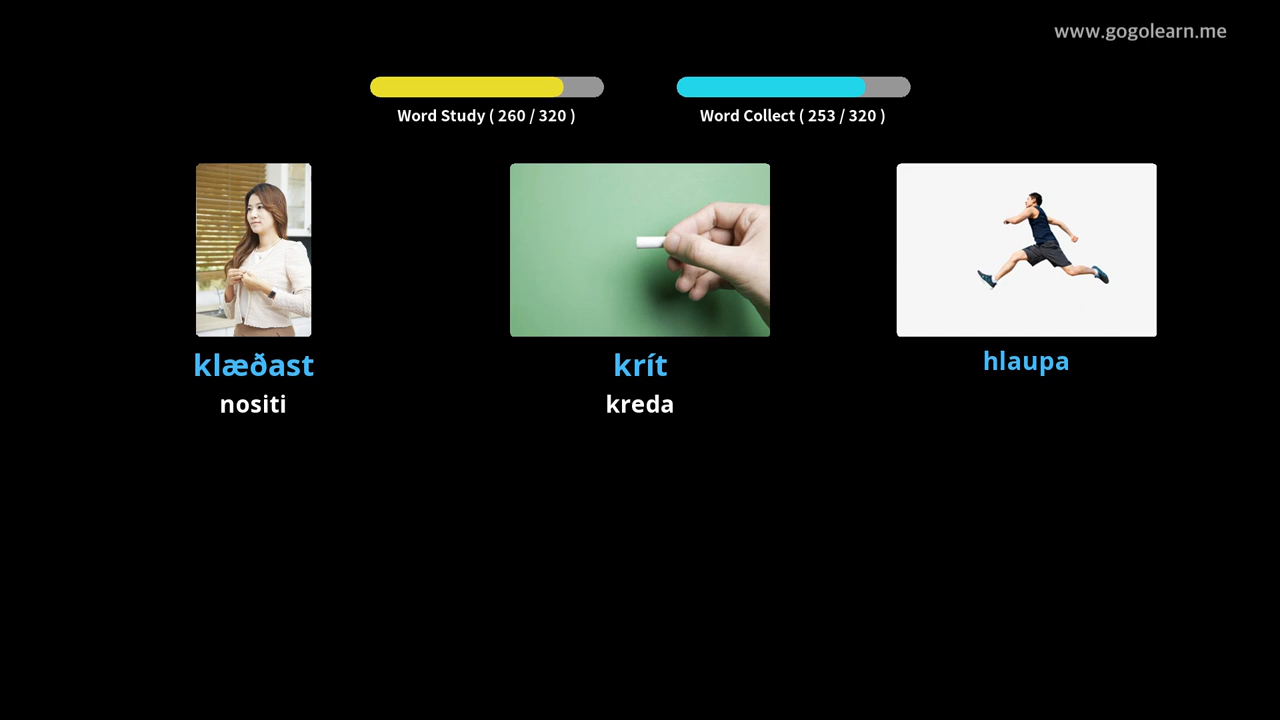 www.gogolearn.me
Word Study ( 260 / 320 )
Word Collect ( 253 / 320 )
klæðast
nositi
krít
kreda
hlaupa